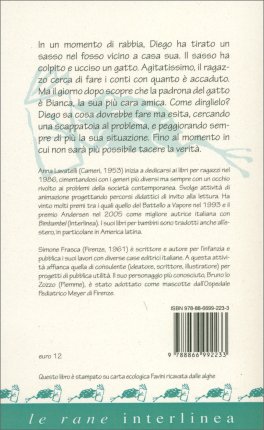 In un momento di rabbia, Diego ha tirato un
sasso nel fosso vicino a casa sua. Il sasso ha
colpito e ucciso un gatto. Agitatissimo, il ragaz-
zo cerca di fare i conti con quanto è accaduto.
Ma il giorno dopo scopre che la padrona del gatto
è Bianca, la sua più cara amica. Come dirglielo?
Diego sa cosa dovrebbe fare ma esita, cercando
una scappatoia al problema, e peggiorando sem-
pre di più la sua situazione. Fino al momento in
cui non sarà più possibile tacere la verità.
Anna Lavatelli (Cameri, 1953) inizia a dedicarsi ai libri per ragazzi nel
1986, cimentandosi con i generi più diversi ma sempre con un occhio
rivolto ai problemi della società contemporanea. Svolge attività di
animazione progettando percorsi didattici di invito alla lettura. Ha
vinto molti premi tra i quali quello del Battello a Vapore nel 1993 e il
premio Andersen nel 2005 come migliore autrice italiana con
Bimbambel (Interlinea). I suoi libri per bambini sono tradotti anche all'e-
stero, in particolare in America latina.
Simone Frasca (Firenze, 1961) è scrittore e autore per l'infanzia e
pubblica i suoi lavori con diverse case editrici italiane. A questa attività
affianca quella di consulente (ideatore, scrittore, illustratore) per
progetti di pubblica utilità. Il suo personaggio più conosciuto, Bruno lo
Zozzo (Piemme), è stato adottato come mascotte dall'Ospedale
Pediatrico Meyer di Firenze.
ISBN 978-88-6699-223-3
9 788866 992233
euro 12
Questo libro è stampato su carta ecologica Favini ricavata dalle alghe
le rane interlinea